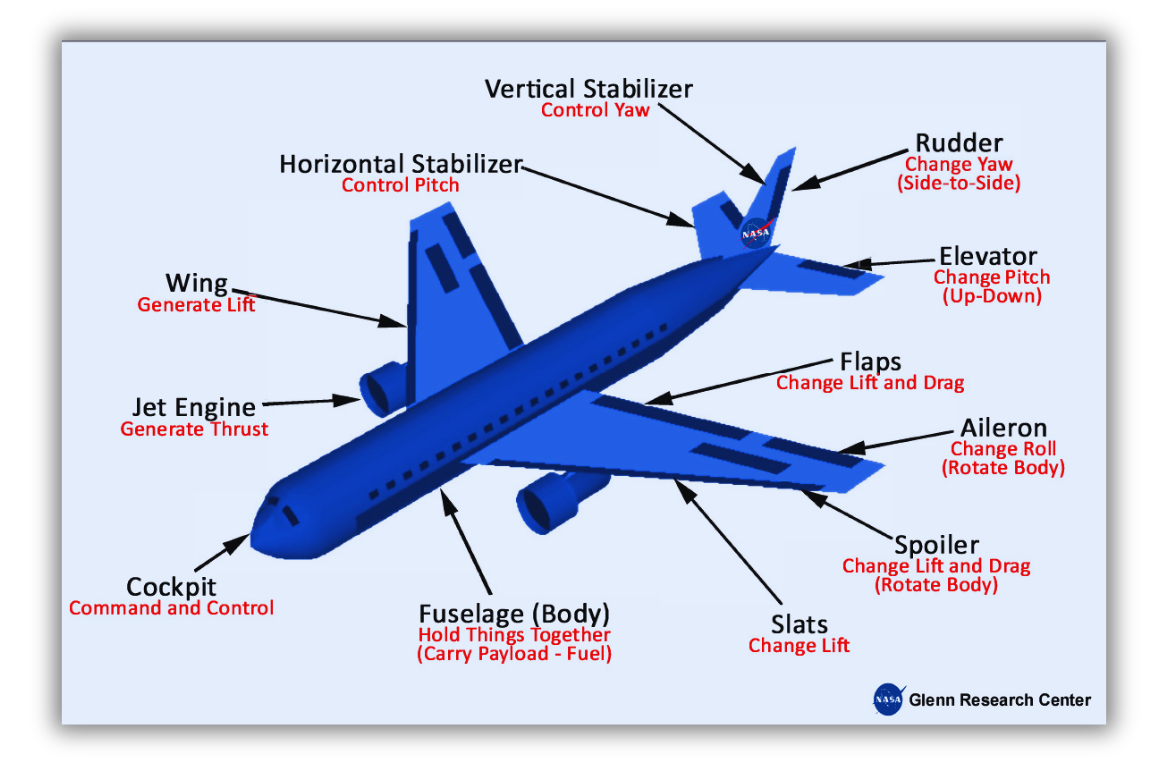 Vertical Stabilizer
Control Yaw
Rudder
Change Yaw
(Side-to-Side)
Horizontal Stabilizer
Control Pitch
NASA
Elevator
Change Pitch
(Up-Down)
Wing
Generate Lift
Flaps
Change Lift and Drag
Jet Engine
Generate Thrust
Aileron
Change Roll
(Rotate Body)
Spoiler
Change Lift and Drag
(Rotate Body)
Cockpit
Command and Control
Fuselage (Body)
Hold Things Together
(Carry Payload - Fuel)
Slats
Change Lift
NASA Glenn Research Center